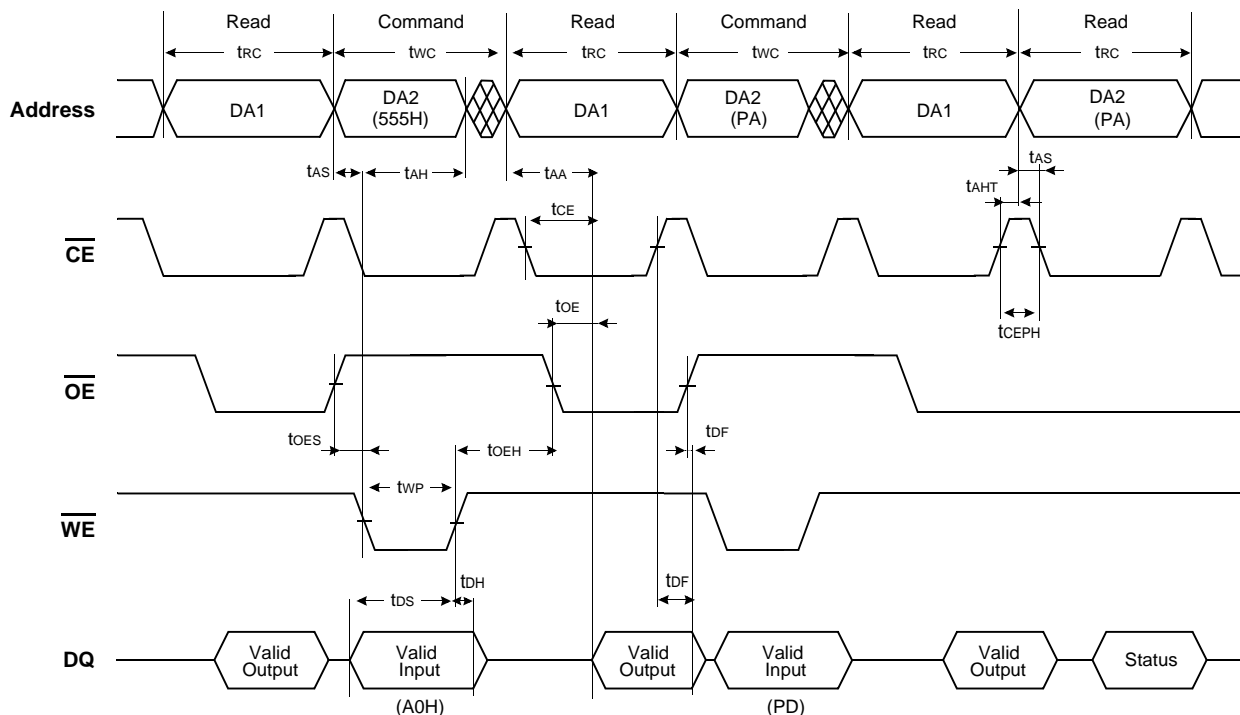 Read Command Read Command Read Read
tRC tWC tRC tWC tRC tRC
Address DA1 DA2 (555H) DA1 DA2 (PA) DA1 DA2 (PA)
tAS tAH tAA tAS
tAHT
tCE
CE
tCEPH
tOE
OE
tOES tOEH tDF
tWP
WE
tDH tDF
tDS
DQ Valid Output Valid Input Valid Output Valid Input Valid Output Status
(A0H) (PD)